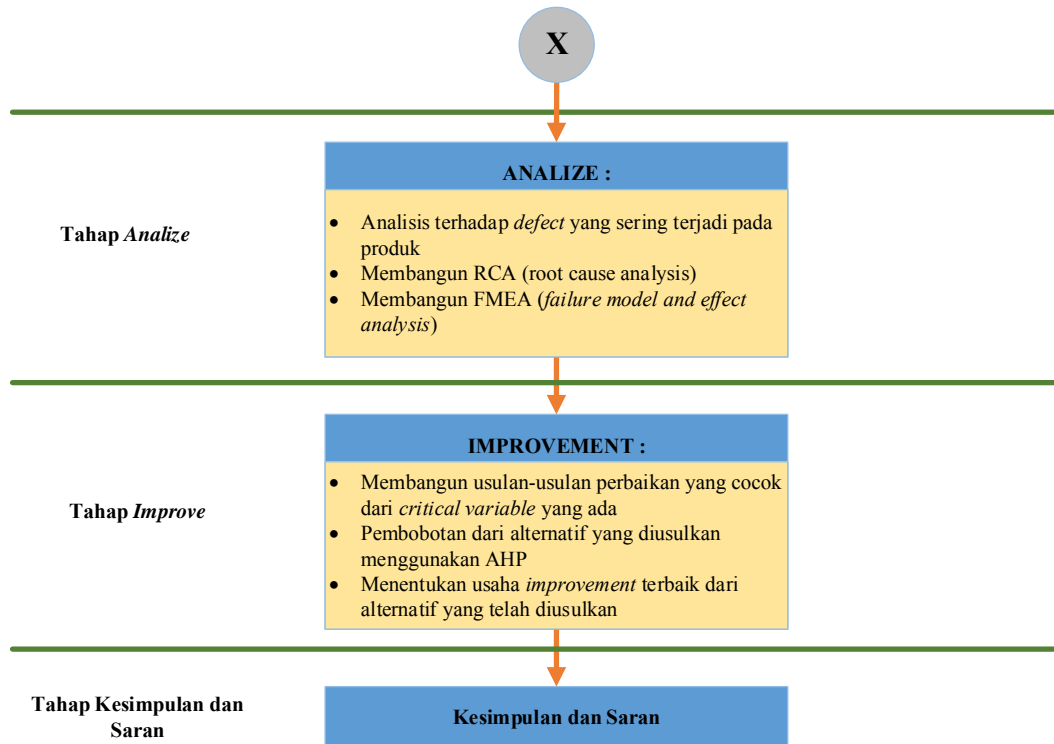 X
ANALIZE :
Tahap Analize
• Analisis terhadap defect yang sering terjadi pada
produk
• Membangun RCA (root cause analysis)
• Membangun FMEA (failure model and effect
analysis)
IMPROVEMENT :
Tahap Improve
• Membangun usulan-usulan perbaikan yang cocok
dari critical variable yang ada
• Pembobotan dari alternatif yang diusulkan
menggunakan AHP
• Menentukan usaha improvement terbaik dari
alternatif yang telah diusulkan
Tahap Kesimpulan dan
Saran
Kesimpulan dan Saran